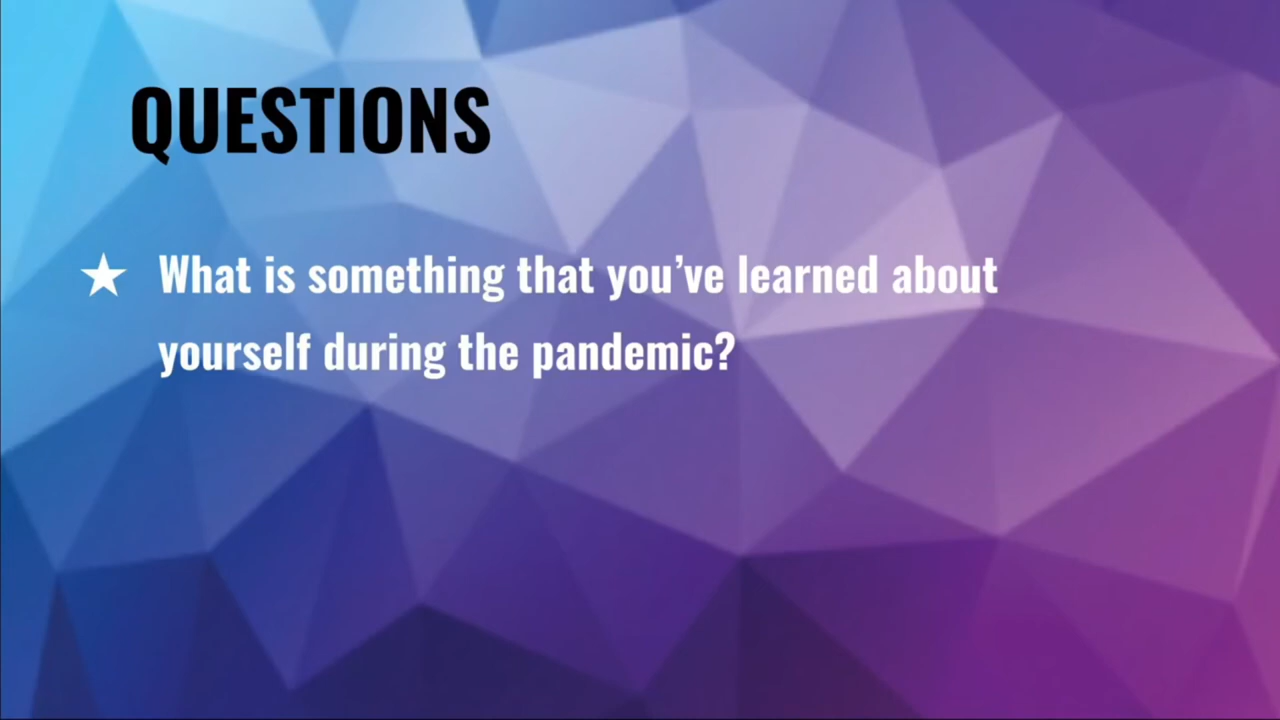 QUESTIONS
★ What is something that you’ve learned about
yourself during the pandemic?